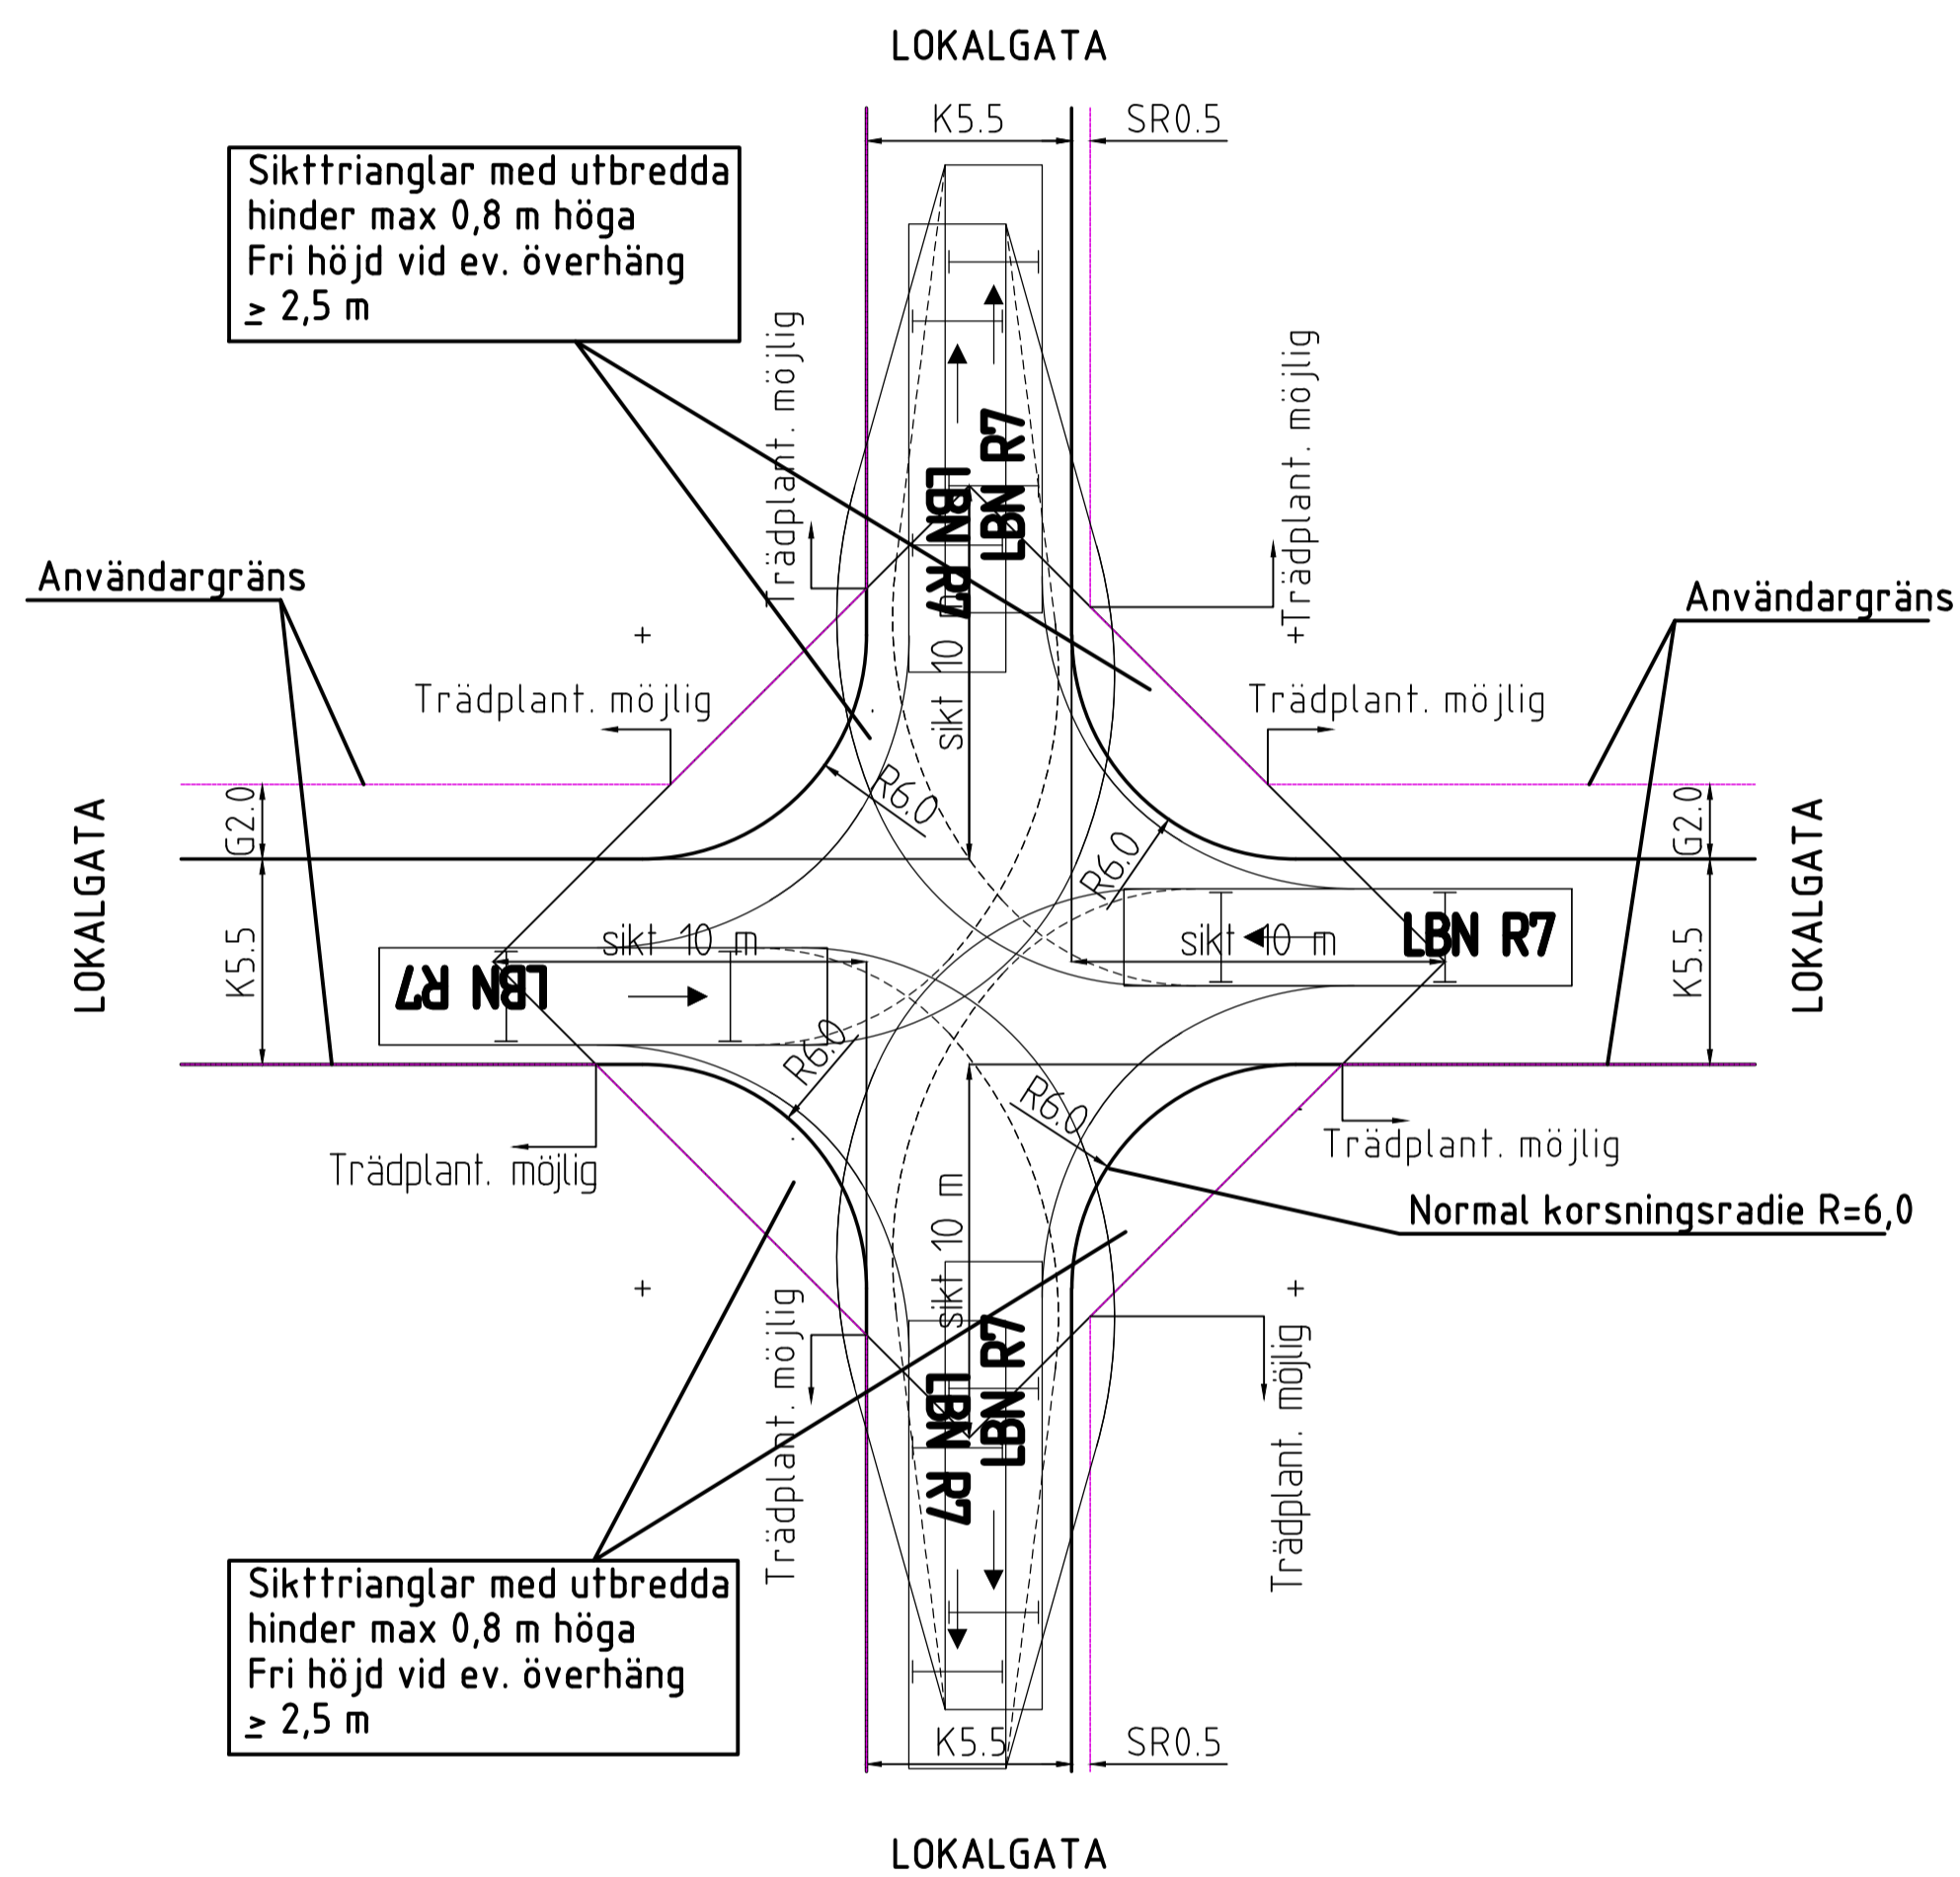 LOKALGATA
K5.5
SR0.5
Sikttrianglar med utbredda
hinder max 0,8 m höga
Fri höjd vid ev. överhäng
≥ 2,5 m
Trädplant. möjlig
Trädplant. möjlig
LBN R7
LBN R7
Användargräns
Användargräns
sikt 10 m
Trädplant. möjlig
Trädplant. möjlig
R6.0
R6.0
G2.0
G2.0
LOKALGATA
LOKALGATA
K5.5
K5.5
sikt 10 m
sikt 10 m
LBN R7
LBN R7
R6.0
R6.0
Trädplant. möjlig
Trädplant. möjlig
Normal korsningsradie R=6,0
sikt 10 m
Trädplant. möjlig
Trädplant. möjlig
LBN R7
LBN R7
Sikttrianglar med utbredda
hinder max 0,8 m höga
Fri höjd vid ev. överhäng
≥ 2,5 m
K5.5
SR0.5
LOKALGATA